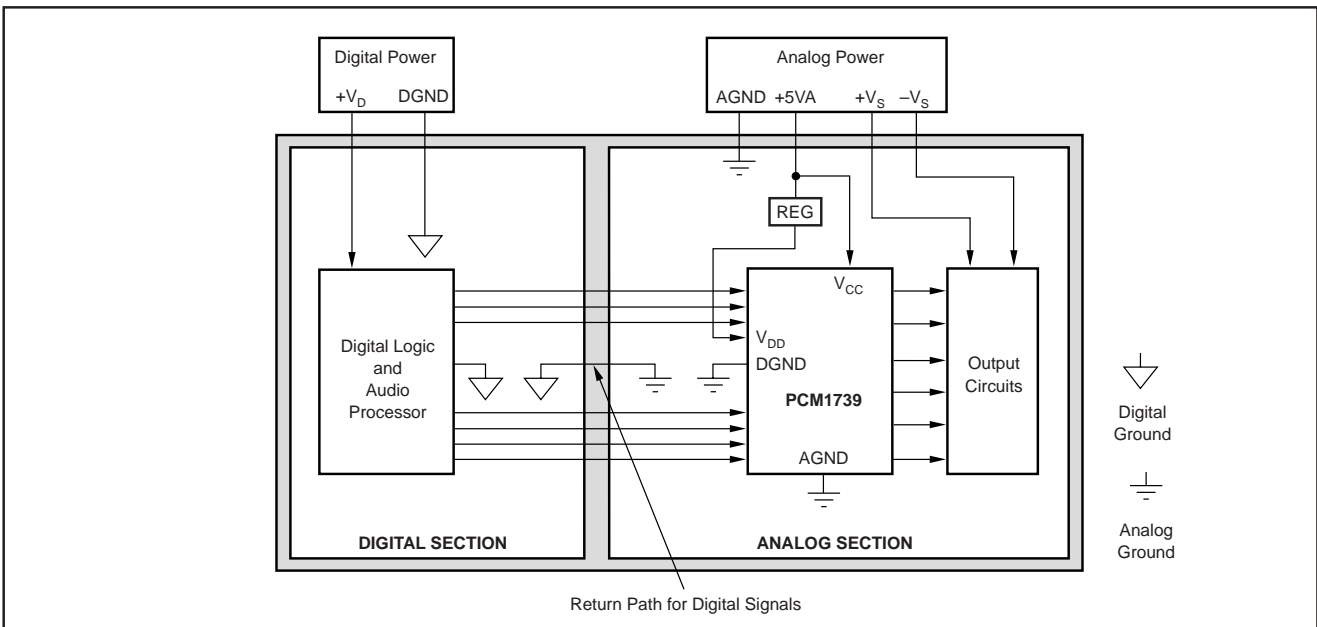 Digital Power
+VD DGND
Analog Power
AGND +5VA +VS –VS
REG
VCC
VDD
DGND
PCM1739
AGND
Digital Logic
and
Audio
Processor
Output
Circuits
Digital
Ground
Analog
Ground
DIGITAL SECTION
ANALOG SECTION
Return Path for Digital Signals